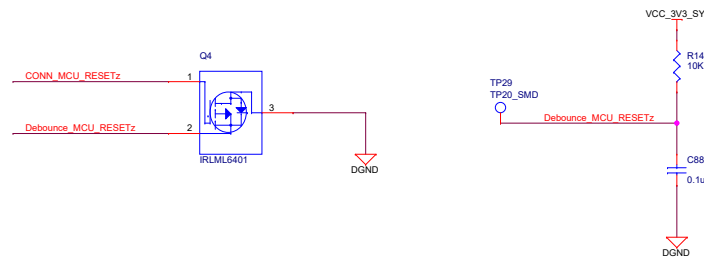 VCC_3V3_SY
Q4
R14
10K
CONN_MCU_RESETz
1
TP29
TP20_SMD
3
Debounce_MCU_RESETz
Debounce_MCU_RESETz
2
IRLML6401
DGND
C88
0.1u
DGND